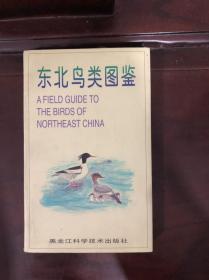 东北鸟类图鉴
A FIELD GUIDE TO
THE BIRDS OF
NORTHEAST CHINA
黑龙江科学技术出版社